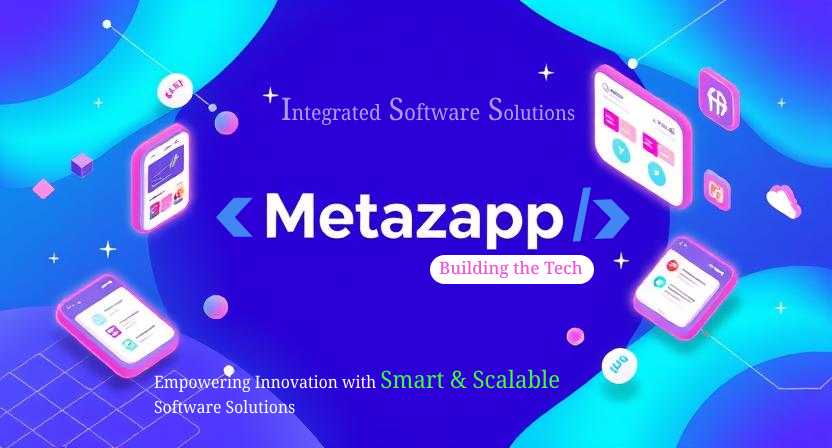 Integrated Software Solutions
<Metazapp/>
Building the Tech
Empowering Innovation with Smart & Scalable
Software Solutions